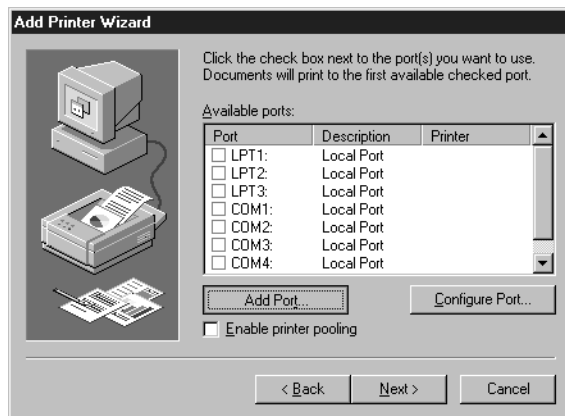 Add Printer Wizard
Click the check box next to the port(s) you want to use.
Documents will print to the first available checked port.
Available ports:
Port Description Printer
LPT1: Local Port
LPT2: Local Port
LPT3: Local Port
COM1: Local Port
COM2: Local Port
COM3: Local Port
COM4: Local Port
Add Port... Configure Port...
Enable printer pooling
< Back Next > Cancel